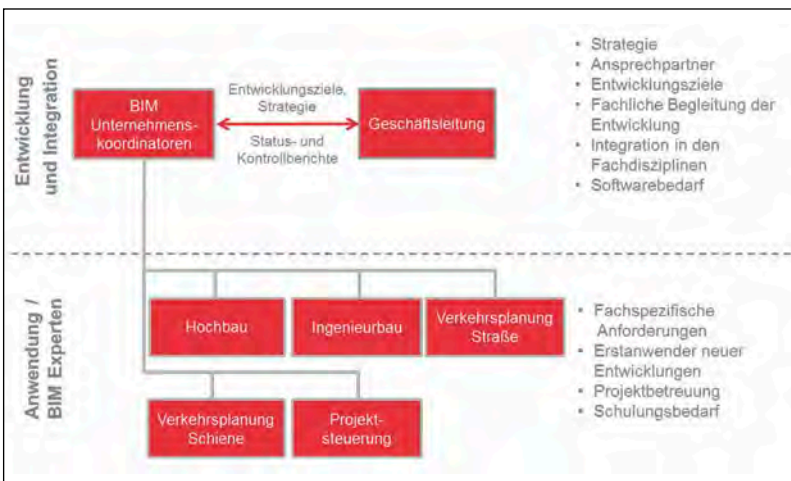 Entwicklung
und Integration
BIM
Unternehmens-
koordinatoren
Entwicklungsziele,
Strategie
Status- und
Kontrollberichte
Geschäftsleitung
• Strategie
• Ansprechpartner
• Entwicklungsziele
• Fachliche Begleitung der
Entwicklung
• Integration in den
Fachdisziplinen
• Softwarebedarf
Anwendung /
BIM Experten
Hochbau
Ingenieurbau
Verkehrsplanung
Straße
Verkehrsplanung
Schiene
Projekt-
steuerung
• Fachspezifische
Anforderungen
• Erstanwender neuer
Entwicklungen
• Projektbetreuung
• Schulungsbedarf